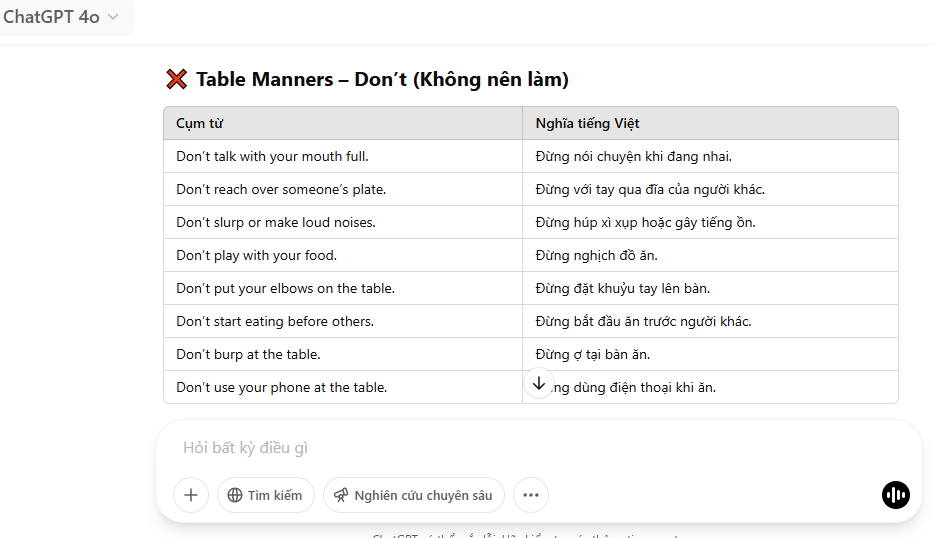 ChatGPT 4o
❌ Table Manners – Don’t (Không nên làm)
Cụm từ Nghĩa tiếng Việt
Don’t talk with your mouth full. Đừng nói chuyện khi đang nhai.
Don’t reach over someone’s plate. Đừng với tay qua đĩa của người khác.
Don’t slurp or make loud noises. Đừng húp xì xụp hoặc gây tiếng ồn.
Don’t play with your food. Đừng nghịch đồ ăn.
Don’t put your elbows on the table. Đừng đặt khuỷu tay lên bàn.
Don’t start eating before others. Đừng bắt đầu ăn trước người khác.
Don’t burp at the table. Đừng ợ tại bàn ăn.
Don’t use your phone at the table. dùng điện thoại khi ăn.
Hỏi bất kỳ điều gì
Tìm kiếm Nghiên cứu chuyên sâu